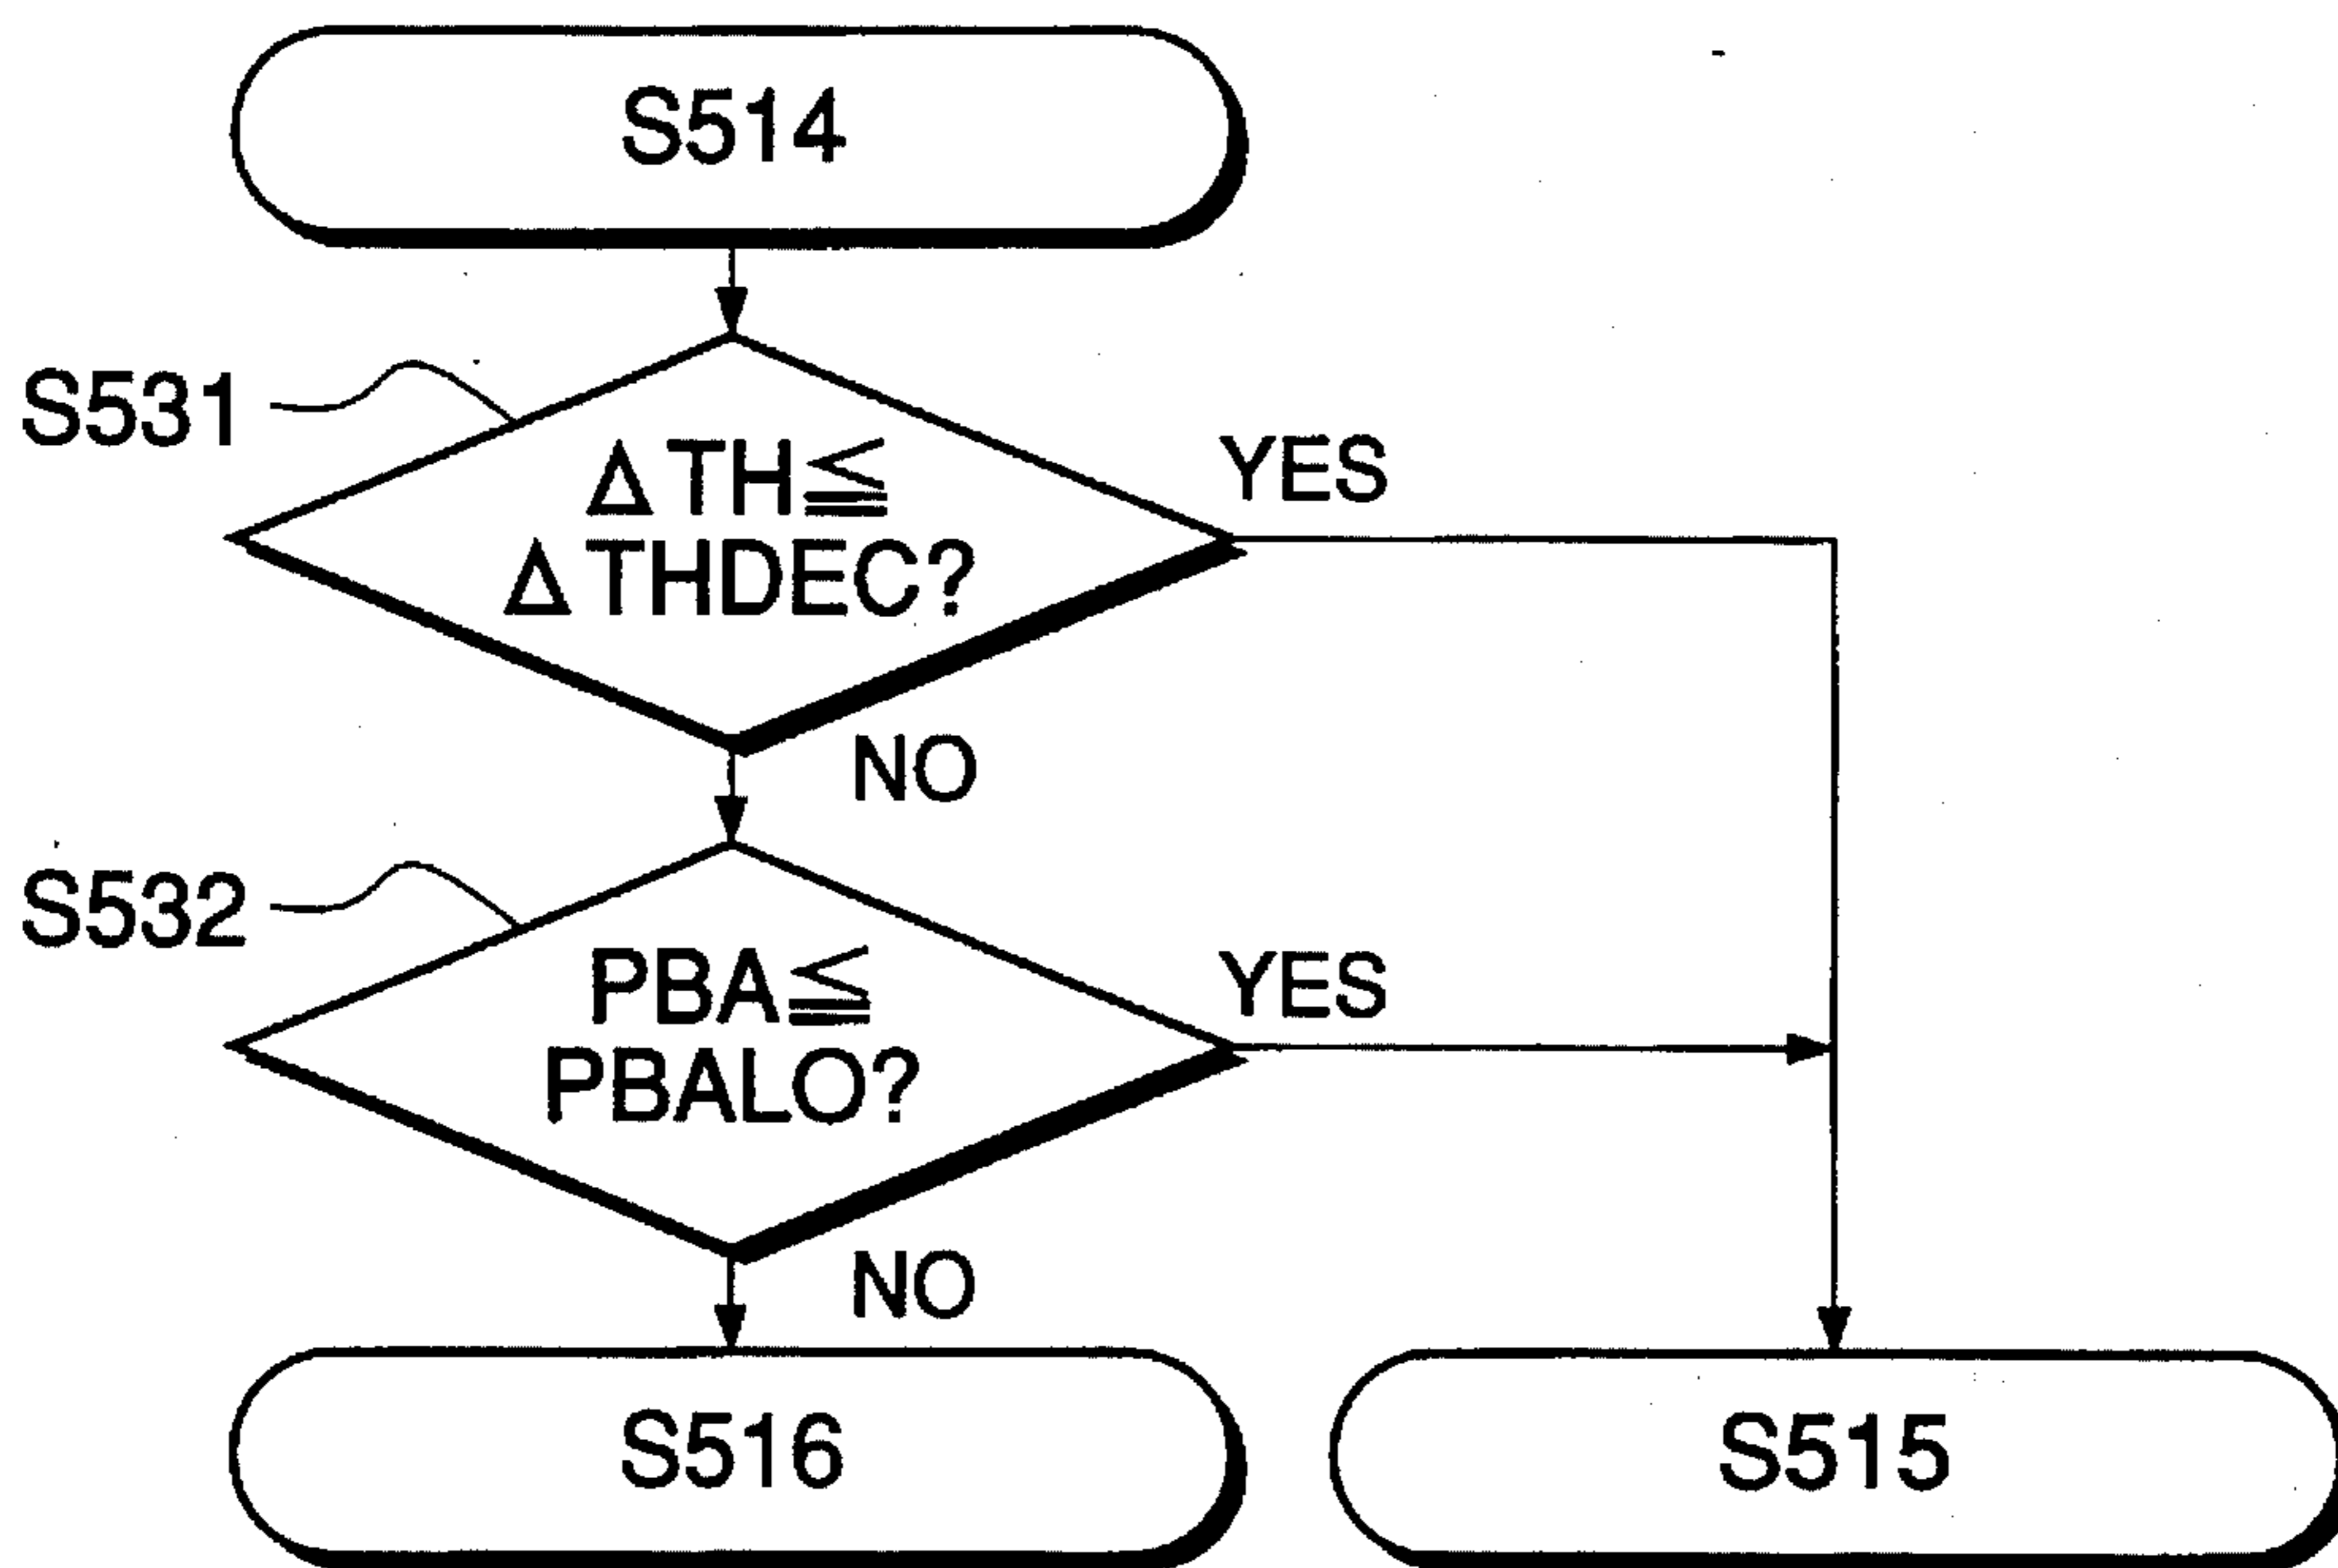 S514
S531
ΔTH≦
ΔTHDEC?
YES
NO
S532
PBA≦
PBALO?
YES
NO
S516
S515